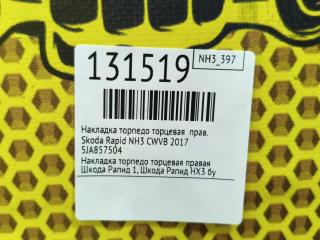 131519
NH3_397
Накладка торпедо торцевая прав.
Skoda Rapid NH3 CWVB 2017
5JA857504
Накладка торпедо торцевая правая
Шкода Рапид 1, Шкода Рапид НХ3 бу